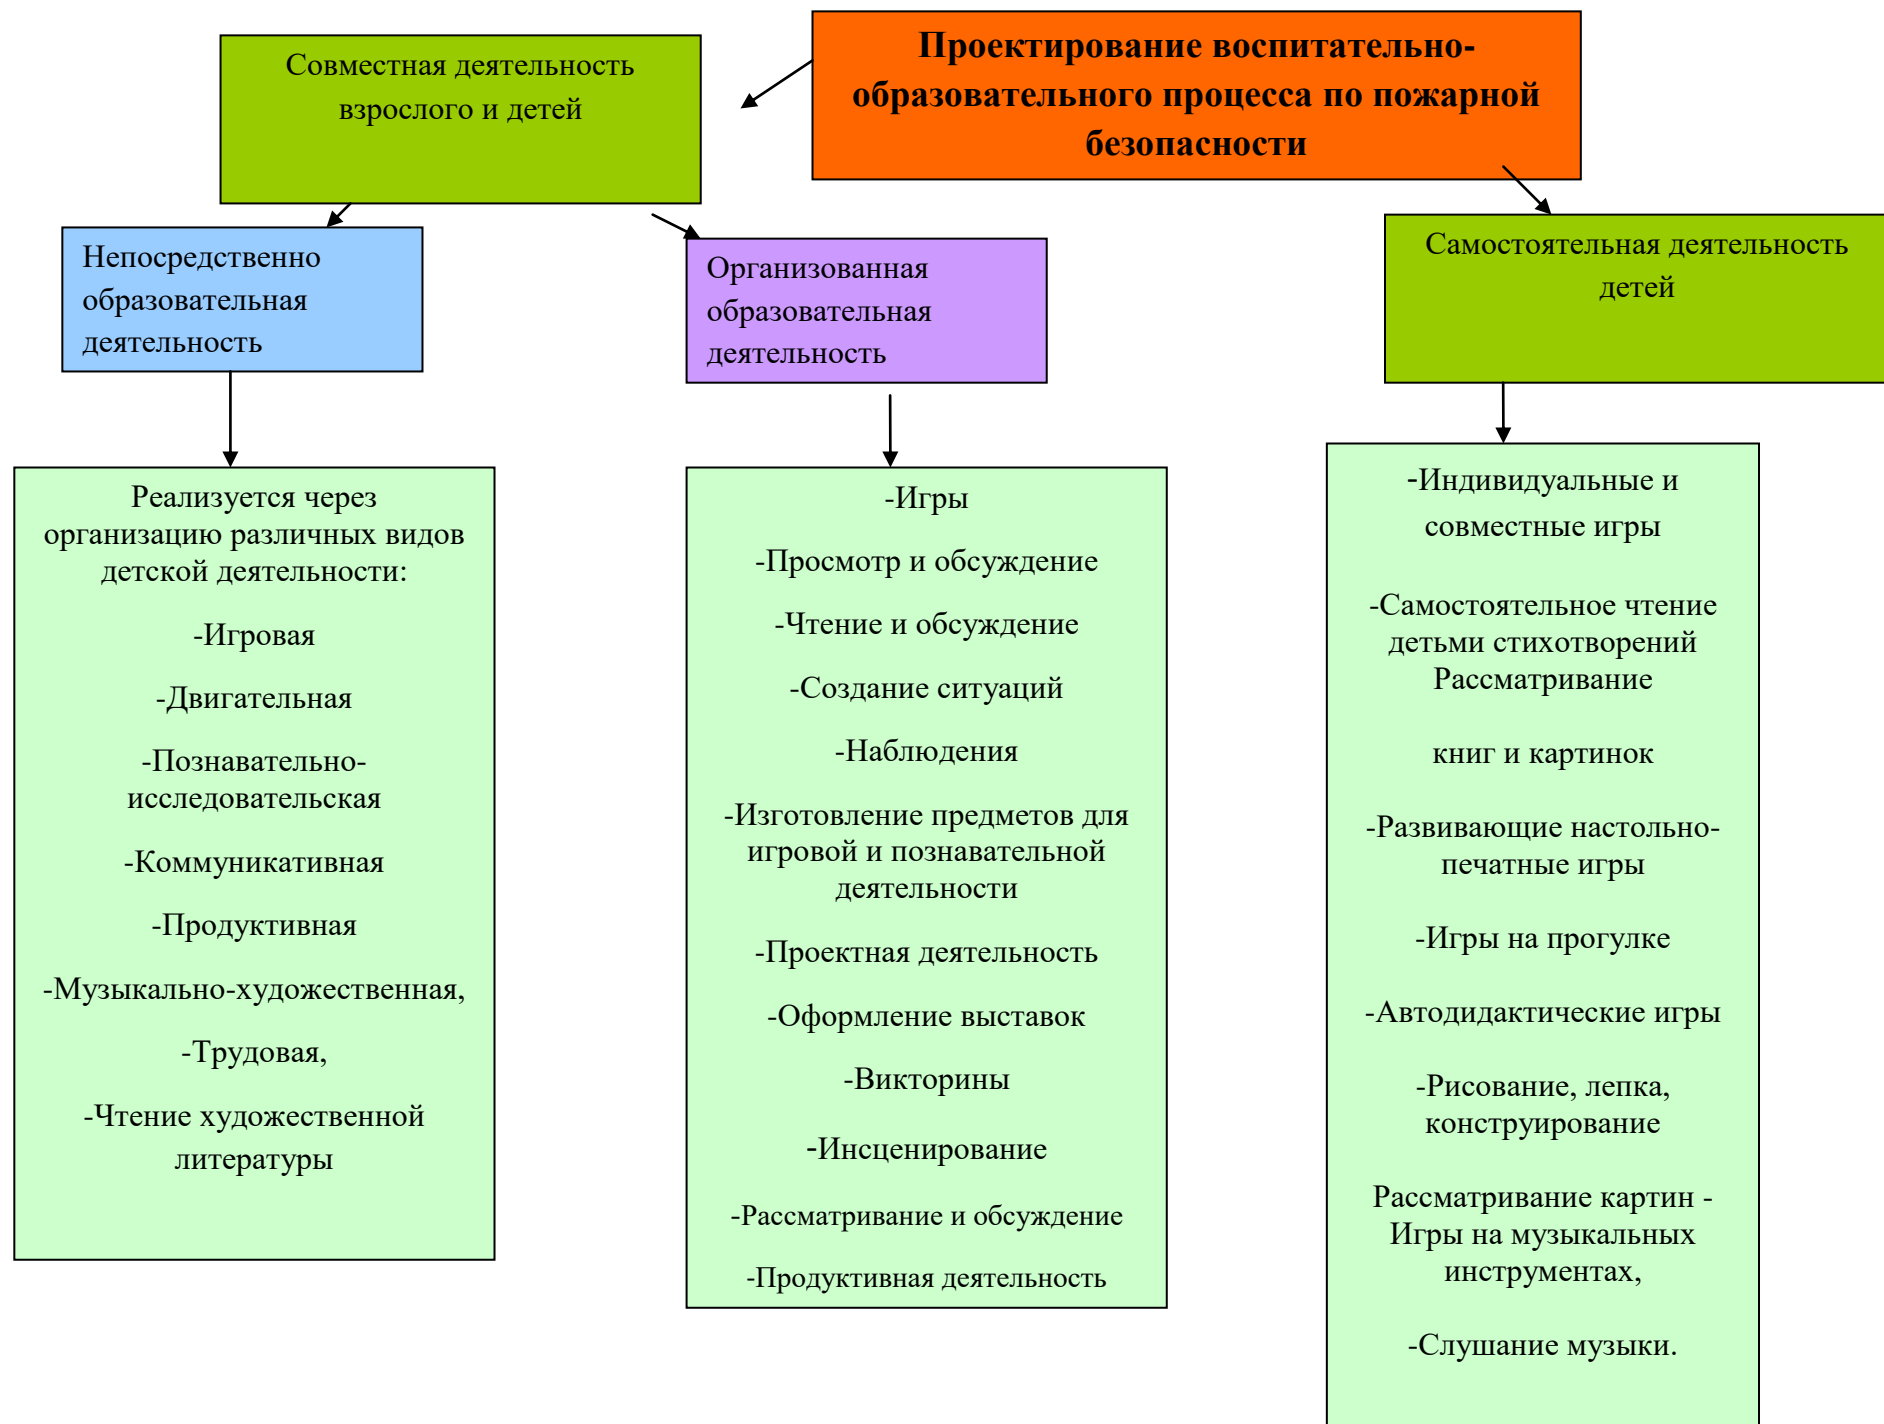 Проектирование воспитательно-
образовательного процесса по пожарной
безопасности
Совместная деятельность
взрослого и детей
Непосредственно
образовательная
деятельность
Организованная
образовательная
деятельность
Самостоятельная деятельность
детей
Реализуется через
организацию различных видов
детской деятельности:
-Игровая
-Двигательная
-Познавательно-
исследовательская
-Коммуникативная
-Продуктивная
-Музыкально-художественная,
-Трудовая,
-Чтение художественной
литературы
-Игры
-Просмотр и обсуждение
-Чтение и обсуждение
-Создание ситуаций
-Наблюдения
-Изготовление предметов для
игровой и познавательной
деятельности
-Проектная деятельность
-Оформление выставок
-Викторины
-Инсценирование
-Рассматривание и обсуждение
-Продуктивная деятельность
-Индивидуальные и
совместные игры
-Самостоятельное чтение
детьми стихотворений
Рассматривание
книг и картинок
-Развивающие настольно-
печатные игры
-Игры на прогулке
-Автодидактические игры
-Рисование, лепка,
конструирование
Рассматривание картин -
Игры на музыкальных
инструментах,
-Слушание музыки.